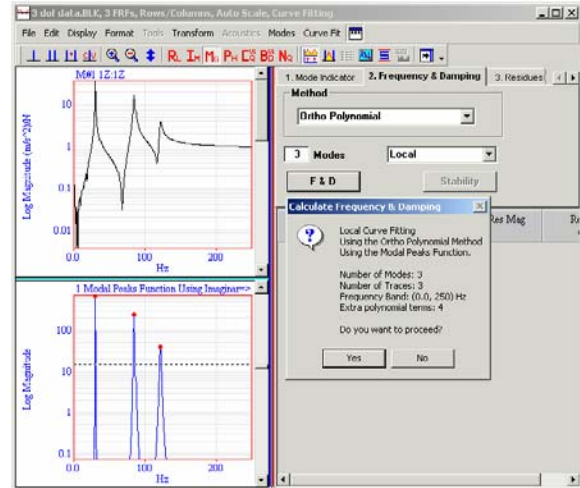 3 dof data.BLK, 3 FRFs, Rows/Columns, Auto Scale, Curve Fitting
File Edit Display Format Tools Transform Acoustics Modes Curve Fit
M#1 1Z:1Z
Log Magnitude (m/s^2)/N
10
1
0.1
0.01
0
100
200
Hz
1 Modal Peaks Function Using Imaginar=>
Log Magnitude
100
10
1
0.1
0.0
100
200
Hz
1. Mode Indicator 2. Frequency & Damping 3. Residues
Method
Ortho Polynomial
3 Modes Local
F & D Stability
Res Mag
Calculate Frequency & Damping
Local Curve Fitting
Using the Ortho Polynomial Method
Using the Modal Peaks Function.
Number of Modes: 3
Number of Traces: 3
Frequency Band: (0.0, 250) Hz
Extra polynomial terms: 4
Do you want to proceed?
Yes No